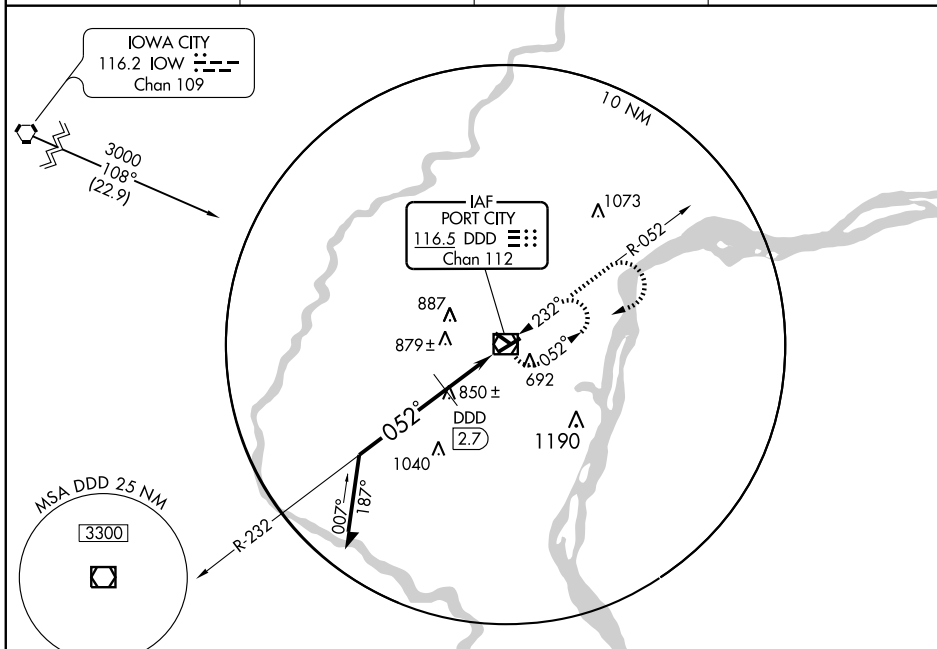 IOWA CITY
116.2 IOW
Chan 109
3000
108°
(22.9)
10 NM
IAF
PORT CITY
116.5 DDD
Chan 112
1073
R-052
887
879 ±
232°
052°
692
850 ±
052°
DDD
2.7
1190
1040
007°
187°
R-232
MSA DDD 25 NM
3300